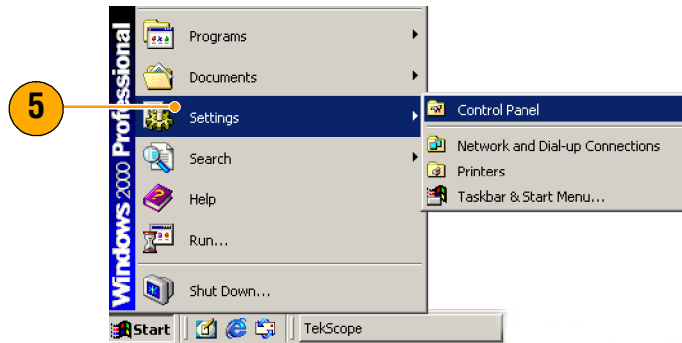 5
Windows 2000 Professional
Programs
Documents
Settings
Search
Help
Run...
Shut Down...
Control Panel
Network and Dial-up Connections
Printers
Taskbar & Start Menu...
Start
TekScope